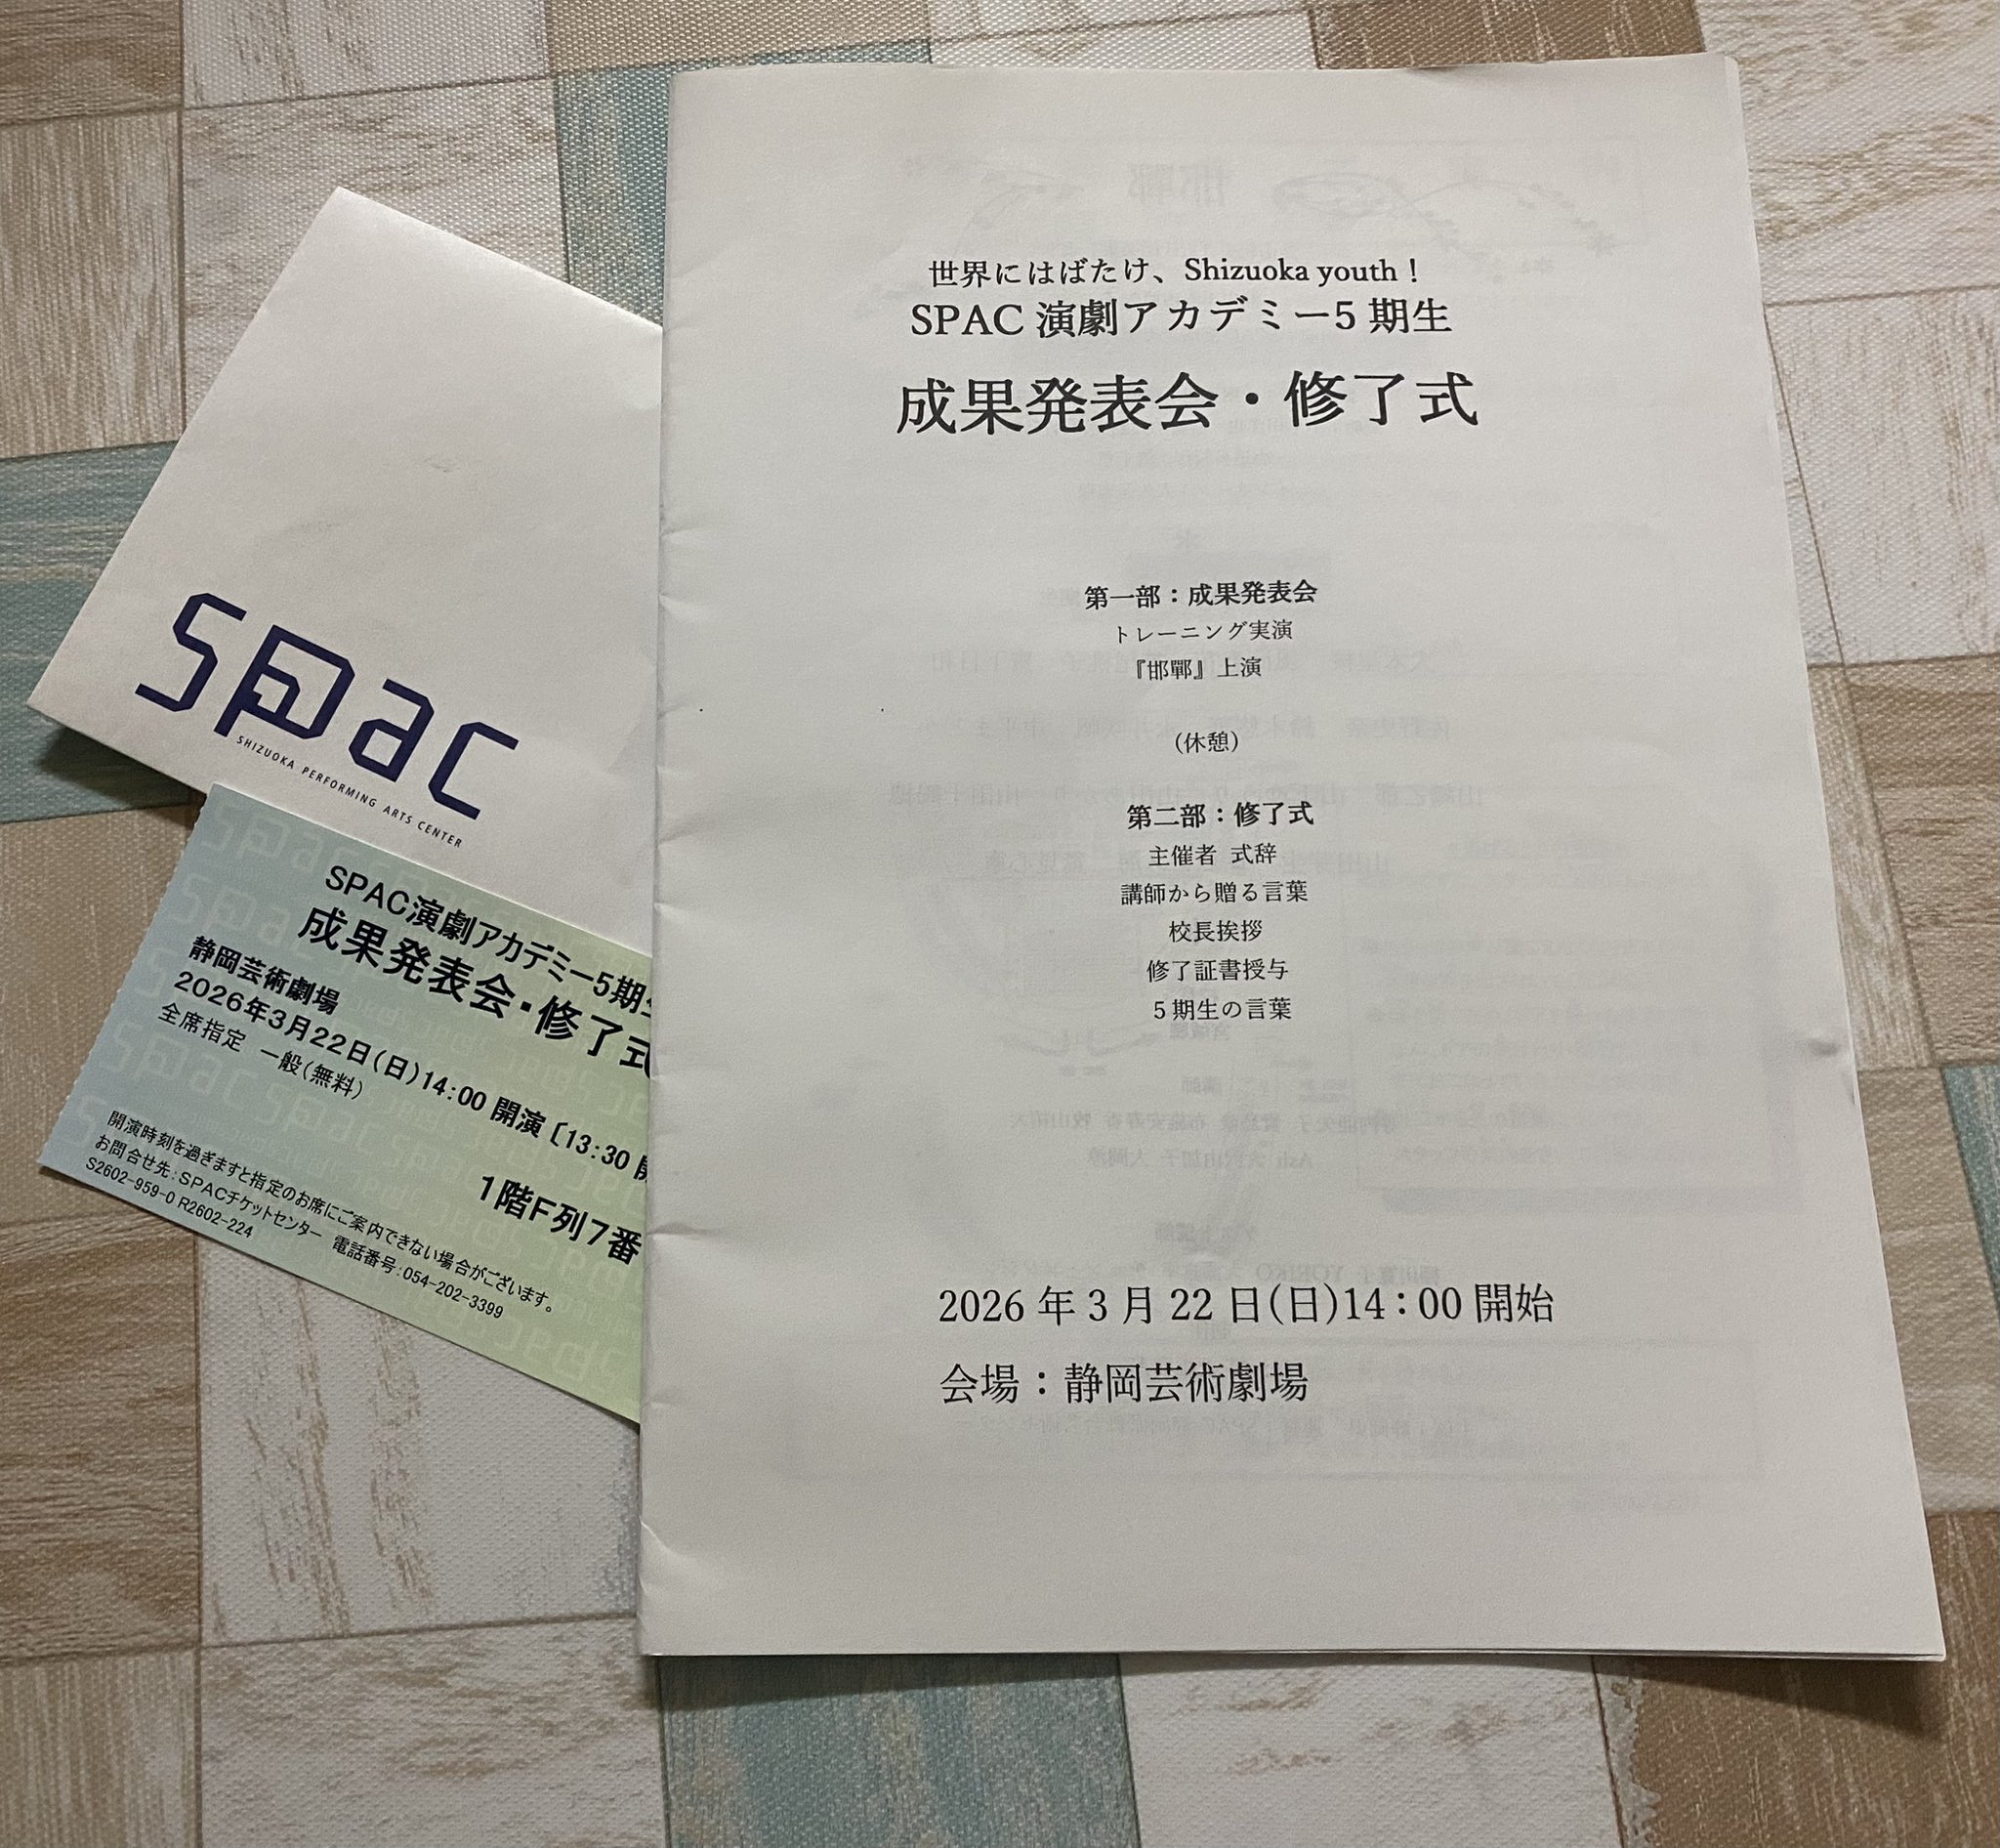 spac
SHIZUOKA PERFORMING ARTS CENTER
SPAC演劇アカデミー5期生
成果発表会・修了式
静岡芸術劇場
2026年3月22日(日)14:00 開演 [13:30
全席指定 一般(無料)
1階F列7番
開演時刻を過ぎますと指定のお席にご案内できない場合がございます。
お問合せ先:SPACチケットセンター 電話番号:054-202-3399
S2602-959-0 R2602-224
世界にはばたけ、Shizuoka youth!
SPAC 演劇アカデミー5 期生
成果発表会・修了式
第一部:成果発表会
トレーニング実演
『邯鄲』上演
(休憩)
第二部:修了式
主催者 式辞
講師から贈る言葉
校長挨拶
修了証書授与
5期生の言葉
2026 年 3 月 22 日(日)14:00 開始
会場:静岡芸術劇場